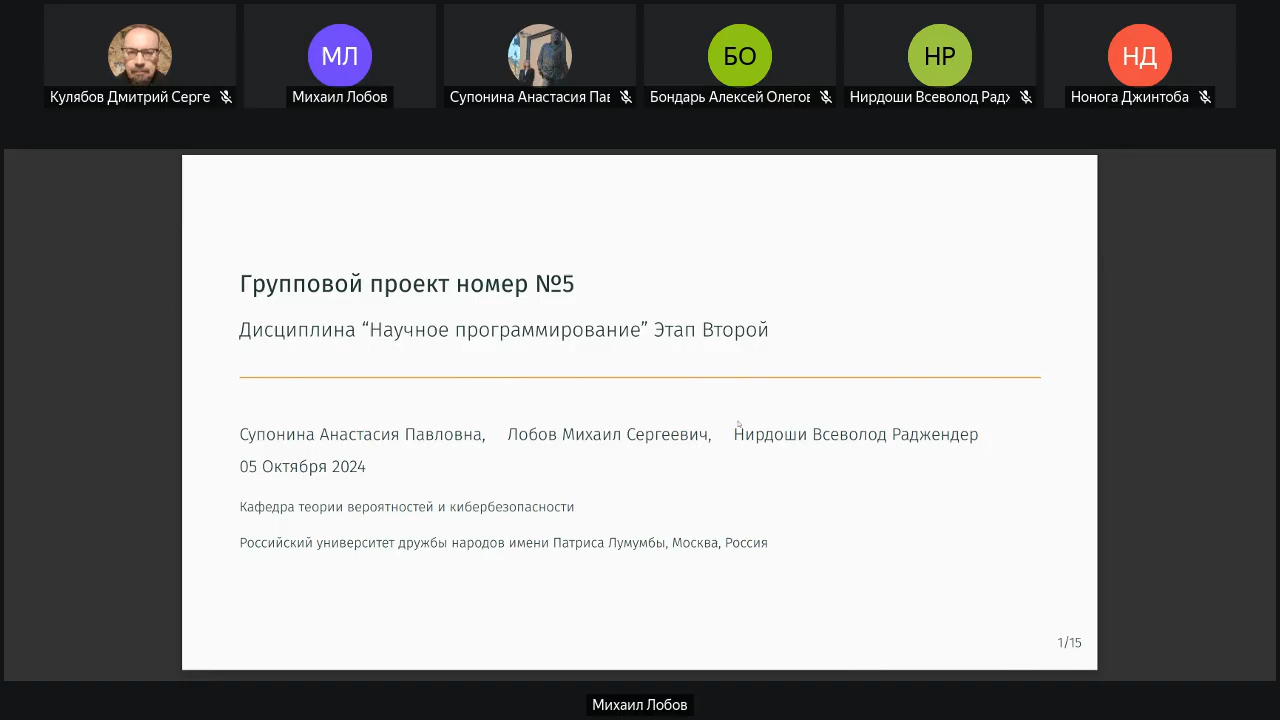 МЛ
БО
НР
НД
Кулябов Дмитрий Серге
Михаил Лобов
Супонина Анастасия Пав
Бондарь Алексей Олегов
Нирдоши Всеволод Радж
Нонога Джинтоба
Групповой проект номер №5
Дисциплина “Научное программирование” Этап Второй
Супонина Анастасия Павловна, Лобов Михаил Сергеевич, Нирдоши Всеволод Раджендер
05 Октября 2024
Кафедра теории вероятностей и кибербезопасности
Российский университет дружбы народов имени Патриса Лумумбы, Москва, Россия
1/15
Михаил Лобов